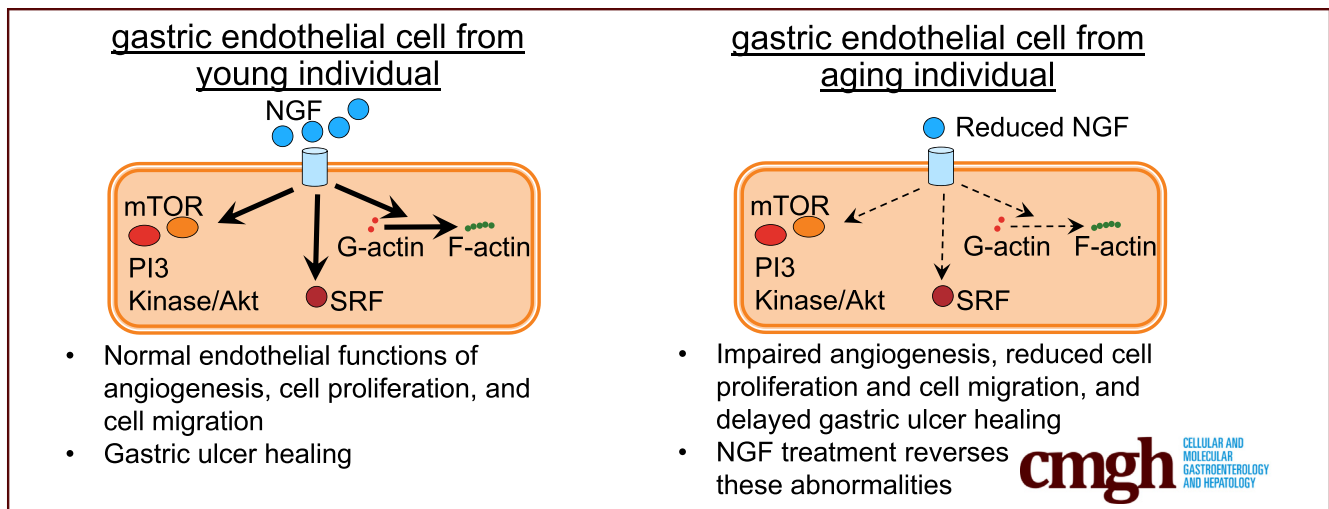 gastric endothelial cell from
young individual
NGF
mTOR
PI3
Kinase/Akt
G-actin
F-actin
SRF
• Normal endothelial functions of
angiogenesis, cell proliferation, and
cell migration
• Gastric ulcer healing
gastric endothelial cell from
aging individual
Reduced NGF
mTOR
PI3
Kinase/Akt
G-actin
F-actin
SRF
• Impaired angiogenesis, reduced cell
proliferation and cell migration, and
delayed gastric ulcer healing
• NGF treatment reverses
these abnormalities
cmgh
CELLULAR AND
MOLECULAR
GASTROENTEROLOGY
AND HEPATOLOGY